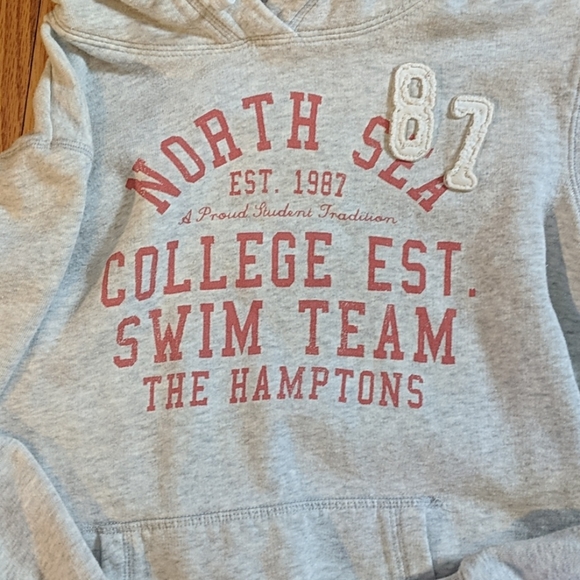 NORTH SEA
87
EST. 1987
A Proud Student Tradition
COLLEGE EST.
SWIM TEAM
THE HAMPTONS